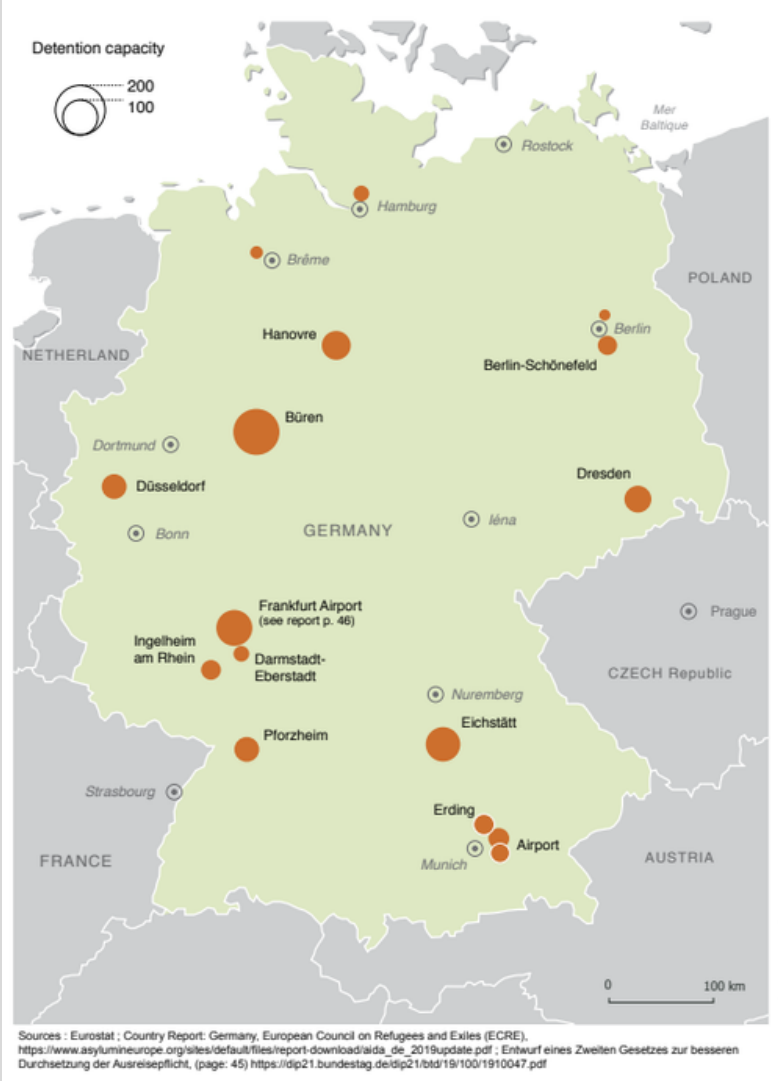 Detention capacity
200
100
Mer
Baltique
Rostock
Hamburg
Brême
POLAND
Hanovre
Berlin
NETHERLAND
Berlin-Schönefeld
Büren
Dortmund
Dresden
Düsseldorf
Iéna
GERMANY
Bonn
Frankfurt Airport
(see report p. 46)
Prague
Ingelheim
am Rhein
Darmstadt-
Eberstadt
CZECH Republic
Nuremberg
Eichstätt
Pforzheim
Strasbourg
Erding
Airport
Munich
FRANCE
AUSTRIA
0
100 km
Sources : Eurostat ; Country Report: Germany, European Council on Refugees and Exiles (ECRE),
https://www.asylumineurope.org/sites/default/files/report-download/aida_de_2019update.pdf ; Entwurf eines Zweiten Gesetzes zur besseren
Durchsetzung der Ausreisepflicht, (page: 45) https://dip21.bundestag.de/dip21/btd/19/100/1910047.pdf